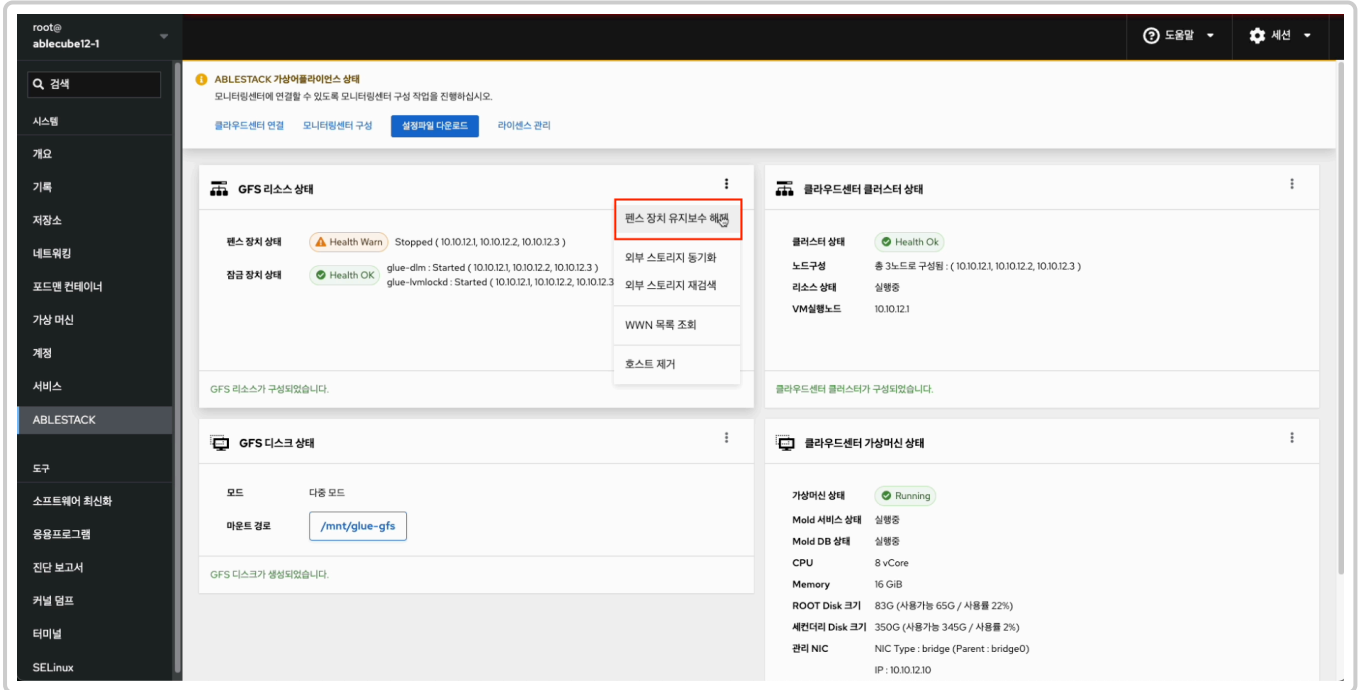 root@
ablecube12-1
도움말
세션
검색
시스템
개요
기록
저장소
네트워킹
포드맨 컨테이너
가상 머신
계정
서비스
ABLESTACK
도구
소프트웨어 최신화
응용프로그램
진단 보고서
커널 덤프
터미널
SELinux
ABLESTACK 가상어플라이언스 상태
모니터링센터에 연결할 수 있도록 모니터링센터 구성 작업을 진행하십시오.
클라우드센터 연결 모니터링센터 구성 설정파일 다운로드 라이센스 관리
GFS 리소스 상태
펜스 장치 상태 Health Warn Stopped ( 10.10.12.1, 10.10.12.2, 10.10.12.3 )
잠금 장치 상태 Health OK glue-dlm : Started ( 10.10.12.1, 10.10.12.2, 10.10.12.3 )
glue-lvmlockd : Started ( 10.10.12.1, 10.10.12.2, 10.10.12.3
GFS 리소스가 구성되었습니다.
펜스 장치 유지보수 해제
외부 스토리지 동기화
외부 스토리지 재검색
WWN 목록 조회
호스트 제거
클라우드센터 클러스터 상태
클러스터 상태 Health Ok
노드구성 총 3노드로 구성됨 : ( 10.10.12.1, 10.10.12.2, 10.10.12.3 )
리소스 상태 실행중
VM실행노드 10.10.12.1
클라우드센터 클러스터가 구성되었습니다.
GFS 디스크 상태
모드 다중 모드
마운트 경로 /mnt/glue-gfs
GFS 디스크가 생성되었습니다.
클라우드센터 가상머신 상태
가상머신 상태 Running
Mold 서비스 상태 실행중
Mold DB 상태 실행중
CPU 8 vCore
Memory 16 GiB
ROOT Disk 크기 83G (사용가능 65G / 사용률 22%)
세컨더리 Disk 크기 350G (사용가능 345G / 사용률 2%)
관리 NIC NIC Type : bridge (Parent : bridge0)
IP : 10.10.12.10